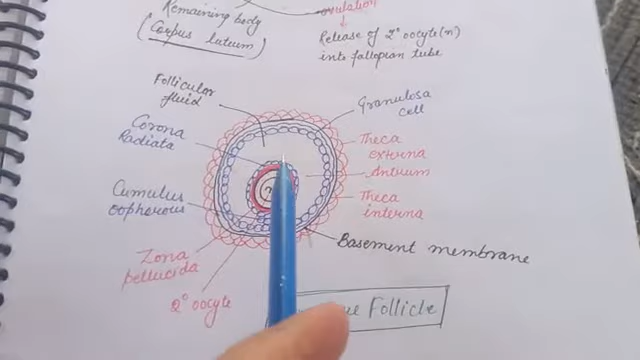 Remaining body
(Corpus luteum)
ovulation
Release of 2° oocyte(n)
into fallopian tube
Follicular
fluid
Granulosa
cell
Corona
Radiata
Theca
externa
Antrum
Cumulus
oophorous
Theca
interna
Zona
pellucida
Basement membrane
2° oocyte
Follicle